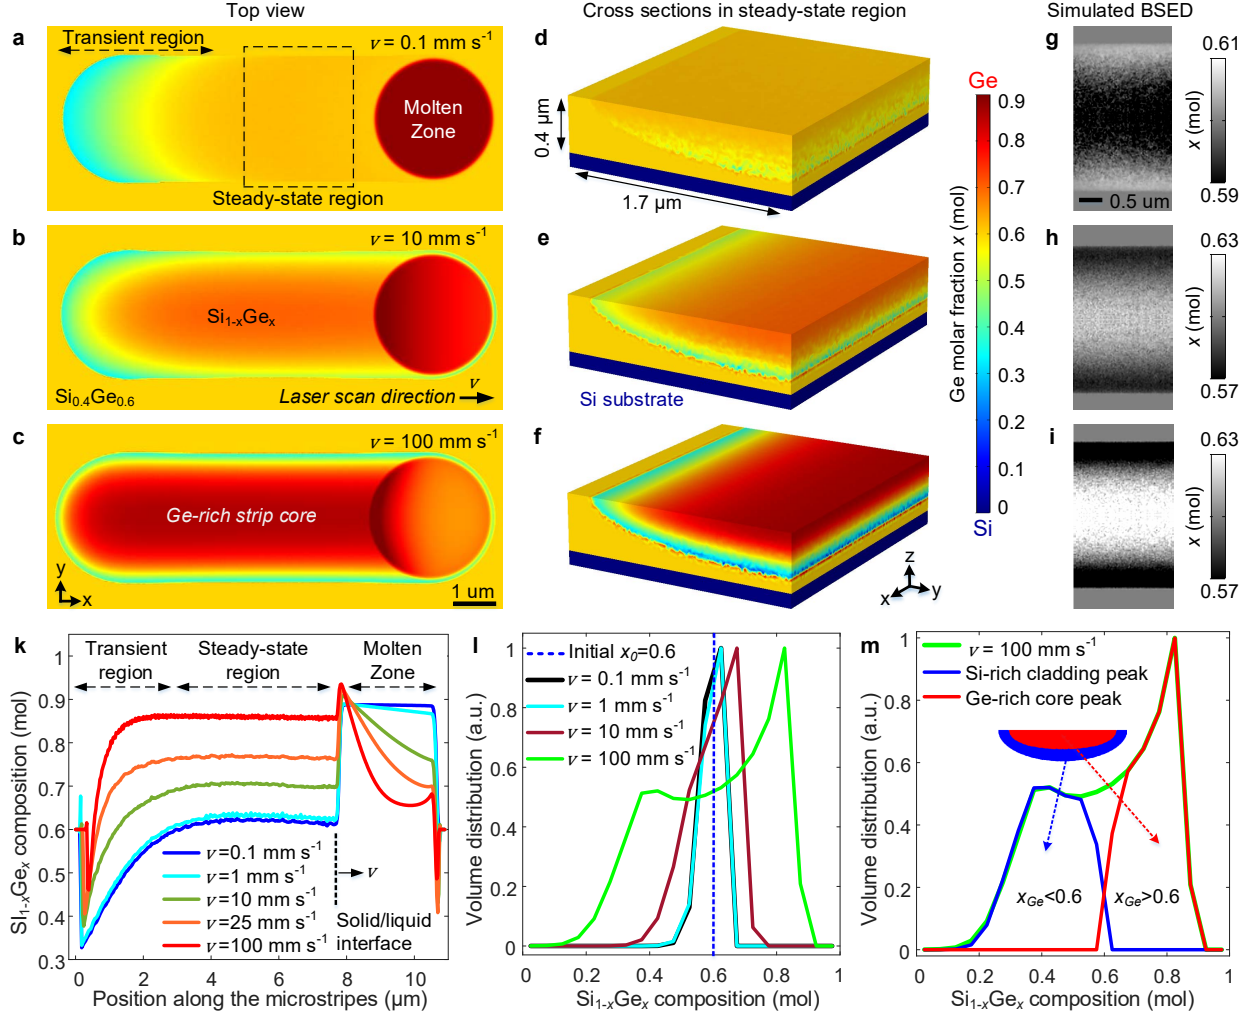 Top view
Cross sections in steady-state region
Simulated BSED
a
Transient region
v = 0.1 mm s-1
Molten
Zone
Steady-state region
b
v = 10 mm s-1
Si1-xGex
Si0.4Ge0.6
Laser scan direction
v
c
v = 100 mm s-1
Ge-rich strip core
y
x
1 um
d
0.4 µm
1.7 µm
e
Si substrate
f
z
x
y
Ge
0.9
0.8
0.7
0.6
0.5
0.4
0.3
0.2
0.1
0
Si
Ge molar fraction x (mol)
g
0.5 um
0.61
x (mol)
0.59
h
0.63
x (mol)
0.57
i
0.63
x (mol)
0.57
k
Transient
region
Steady-state
region
Molten
Zone
1
0.9
0.8
0.7
0.6
0.5
0.4
0.3
Si1-xGex composition (mol)
v=0.1 mm s-1
v=1 mm s-1
v=10 mm s-1
v=25 mm s-1
v=100 mm s-1
v
Solid/liquid
interface
0
2
4
6
8
10
Position along the microstripes (µm)
l
Initial x0=0.6
v = 0.1 mm s-1
v = 1 mm s-1
v = 10 mm s-1
v = 100 mm s-1
1
0.8
0.6
0.4
0.2
0
Volume distribution (a.u.)
0
0.2
0.4
0.6
0.8
1
Si1-xGex composition (mol)
m
v = 100 mm s-1
Si-rich cladding peak
Ge-rich core peak
xGe<0.6
xGe>0.6
1
0.8
0.6
0.4
0.2
0
Volume distribution (a.u.)
0
0.2
0.4
0.6
0.8
1
Si1-xGex composition (mol)